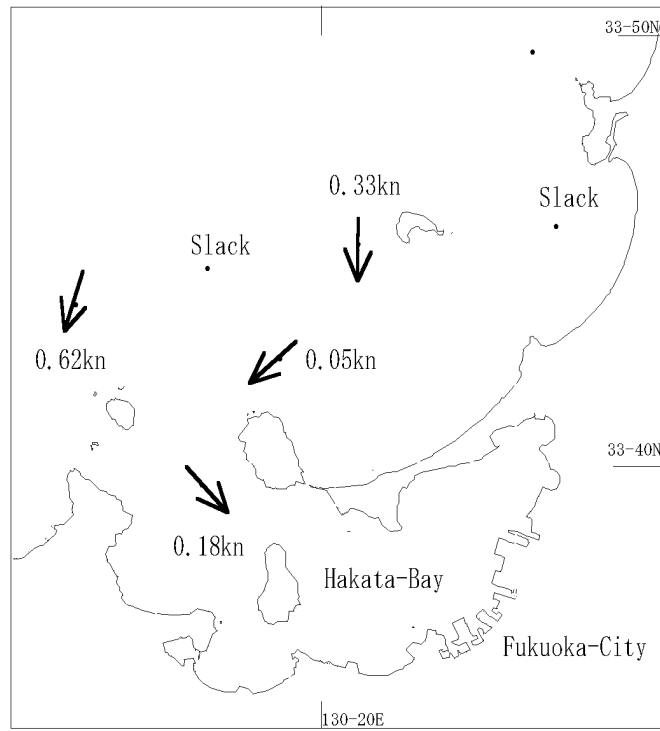 33-50N
0.33kn
Slack
Slack
0.62kn
0.05kn
33-40N
0.18kn
Hakata-Bay
Fukuoka-City
130-20E